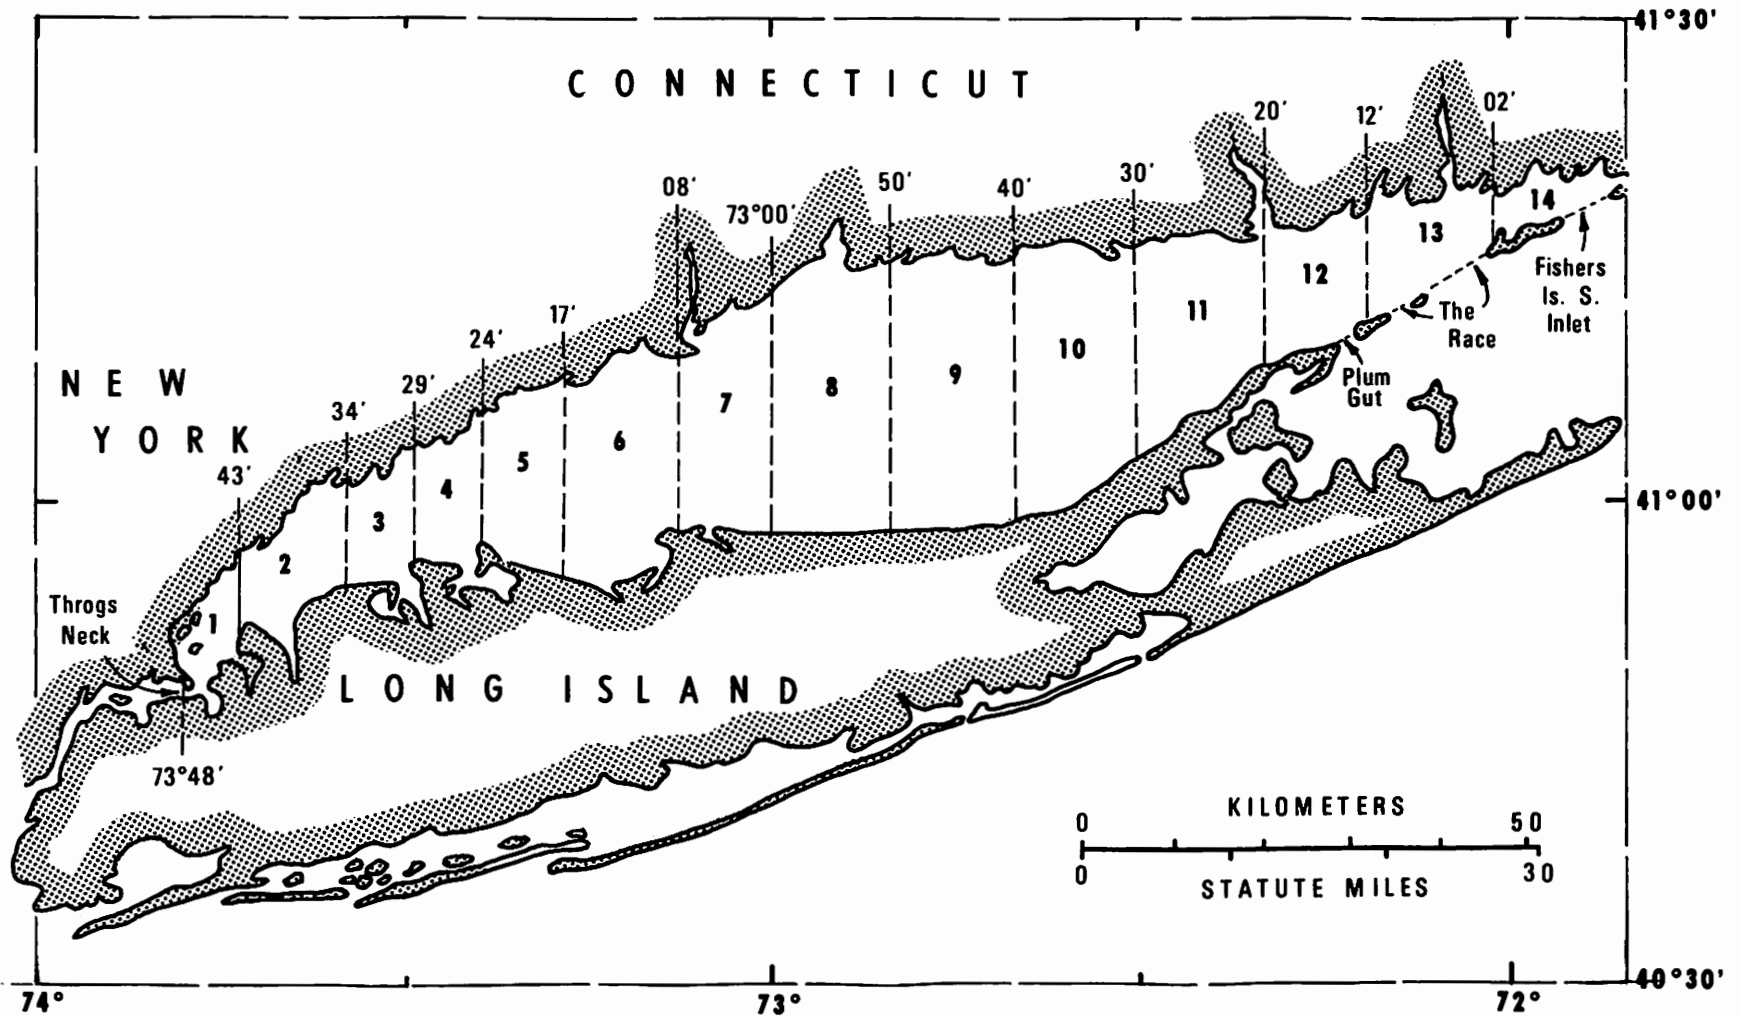 41°30'
CONNECTICUT
02'
20'
12'
30'
40'
50'
08'
73°00'
14
13
12
Fishers
Is. S.
Inlet
17'
11
The
Race
24'
10
9
8
7
Plum
Gut
NEW
YORK
29'
34'
6
5
4
43'
3
41°00'
2
Throgs
Neck
1
LONG ISLAND
73°48'
KILOMETERS
0 50
0 30
STATUTE MILES
40°30'
74° 73° 72°